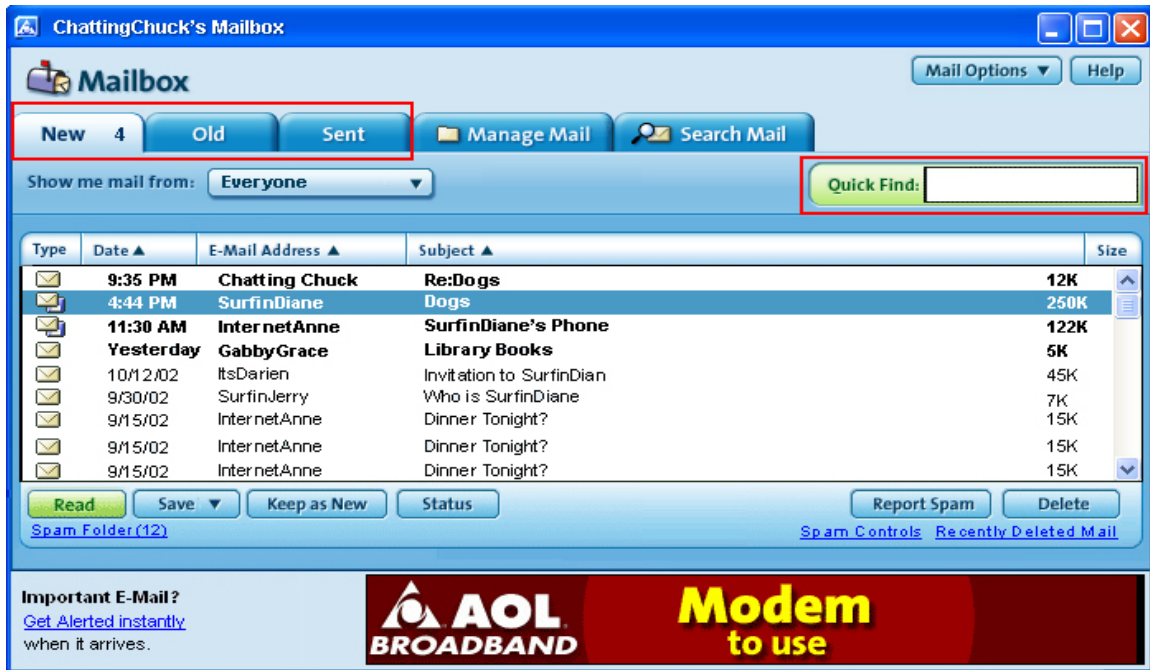 ChattingChuck's Mailbox
Mailbox
Mail Options Help
New 4 Old Sent Manage Mail Search Mail
Show me mail from: Everyone Quick Find:
Type Date E-Mail Address Subject Size
9:35 PM Chatting Chuck Re:Dogs 12K
4:44 PM SurfinDiane Dogs 250K
11:30 AM InternetAnne SurfinDiane's Phone 122K
Yesterday GabbyGrace Library Books 5K
10/12/02 ItsDarien Invitation to SurfinDian 45K
9/30/02 SurfinJerry Who is SurfinDiane 7K
9/15/02 InternetAnne Dinner Tonight? 15K
9/15/02 InternetAnne Dinner Tonight? 15K
9/15/02 InternetAnne Dinner Tonight? 15K
Read Save Keep as New Status Report Spam Delete
Spam Folder(12) Spam Controls Recently Deleted Mail
Important E-Mail?
Get Alerted instantly
when it arrives.
AOL
BROADBAND
Modem
to use